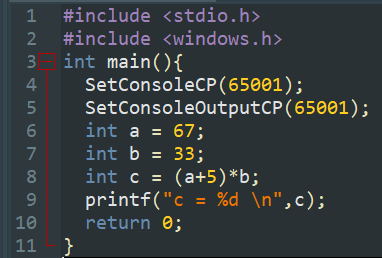 1 #include <stdio.h>
2 #include <windows.h>
3 int main(){
4   SetConsoleCP(65001);
5   SetConsoleOutputCP(65001);
6   int a = 67;
7   int b = 33;
8   int c = (a+5)*b;
9   printf("c = %d \n",c);
10   return 0;
11 }